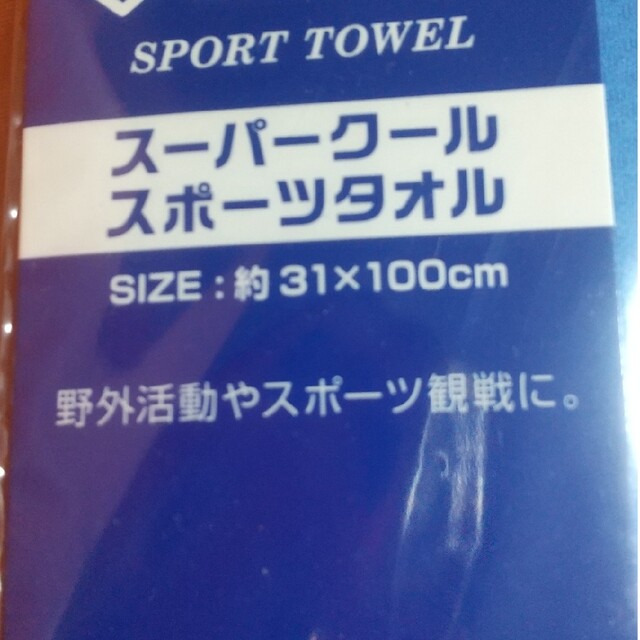 SPORT TOWEL
スーパークール
スポーツタオル
SIZE : 約 31×100cm
野外活動やスポーツ観戦に。